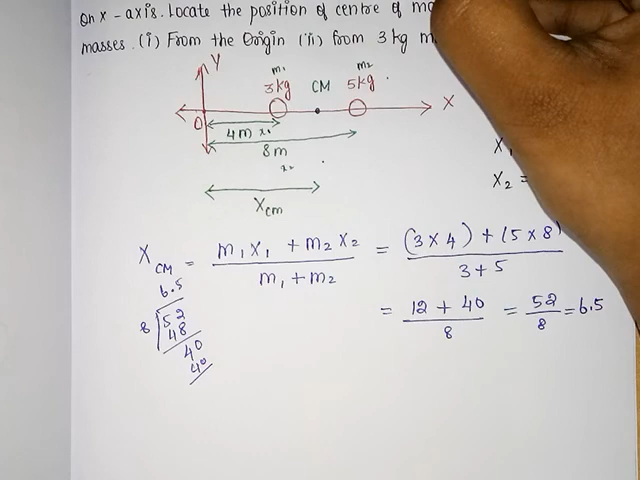 On X-axis. Locate the position of centre of
masses. (i) From the Origin (ii) from 3 kg
Y
m₁ m₂
3kg CM 5kg
O X
4m x₁
8m
x₂
Xcm
X₁
X₂ =
X_CM = m₁x₁ + m₂x₂ / m₁ + m₂ = (3 × 4) + (5 × 8) / 3 + 5
= 12 + 40 / 8 = 52 / 8 = 6.5
6.5
8 52
48
40
40